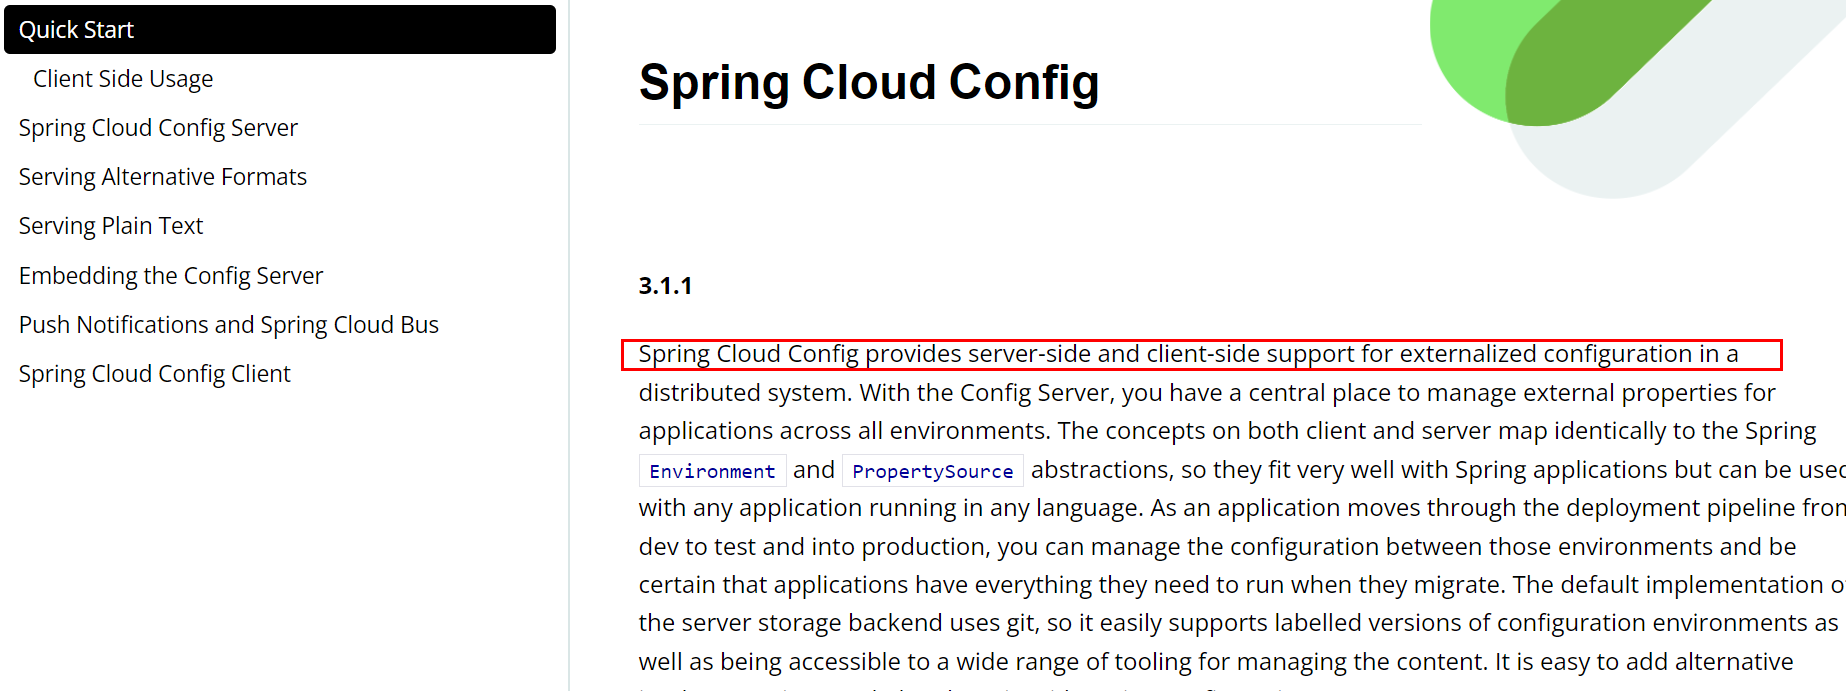 Quick Start
Client Side Usage
Spring Cloud Config Server
Serving Alternative Formats
Serving Plain Text
Embedding the Config Server
Push Notifications and Spring Cloud Bus
Spring Cloud Config Client
Spring Cloud Config
3.1.1
Spring Cloud Config provides server-side and client-side support for externalized configuration in a
distributed system. With the Config Server, you have a central place to manage external properties for
applications across all environments. The concepts on both client and server map identically to the Spring
Environment and PropertySource abstractions, so they fit very well with Spring applications but can be used
with any application running in any language. As an application moves through the deployment pipeline from
dev to test and into production, you can manage the configuration between those environments and be
certain that applications have everything they need to run when they migrate. The default implementation of
the server storage backend uses git, so it easily supports labelled versions of configuration environments as
well as being accessible to a wide range of tooling for managing the content. It is easy to add alternative